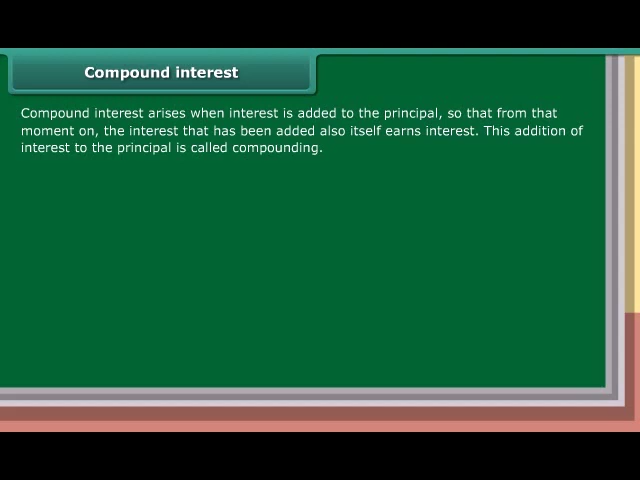 Compound interest
Compound interest arises when interest is added to the principal, so that from that
moment on, the interest that has been added also itself earns interest. This addition of
interest to the principal is called compounding.